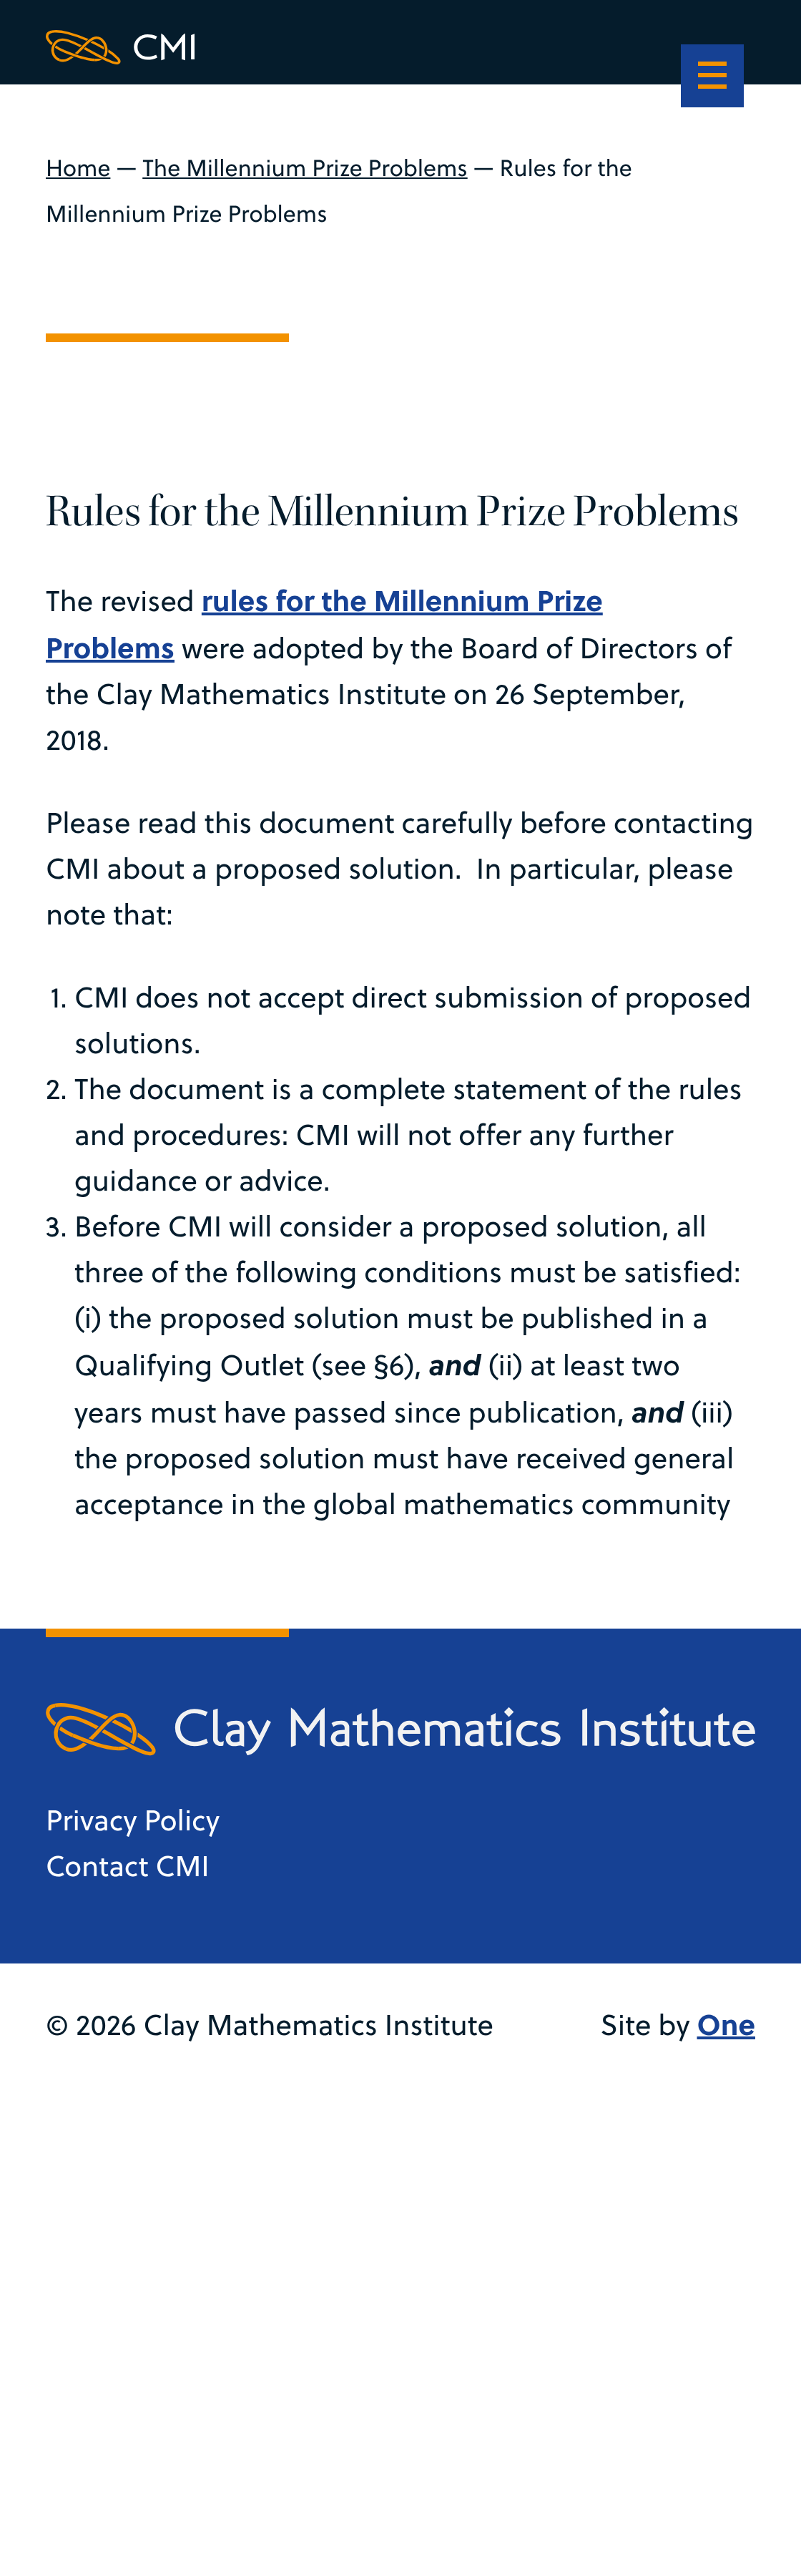 CMI
Home — The Millennium Prize Problems — Rules for the
Millennium Prize Problems
Rules for the Millennium Prize Problems
The revised rules for the Millennium Prize
Problems were adopted by the Board of Directors of
the Clay Mathematics Institute on 26 September,
2018.
Please read this document carefully before contacting
CMI about a proposed solution.  In particular, please
note that:
1. CMI does not accept direct submission of proposed
solutions.
2. The document is a complete statement of the rules
and procedures: CMI will not offer any further
guidance or advice.
3. Before CMI will consider a proposed solution, all
three of the following conditions must be satisfied:
(i) the proposed solution must be published in a
Qualifying Outlet (see §6), and (ii) at least two
years must have passed since publication, and (iii)
the proposed solution must have received general
acceptance in the global mathematics community
Clay Mathematics Institute
Privacy Policy
Contact CMI
© 2026 Clay Mathematics Institute Site by One